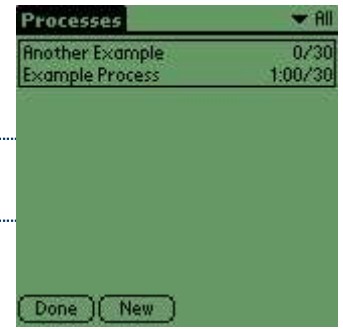 Processes All
Another Example 0/30
Example Process 1:00/30
Done New